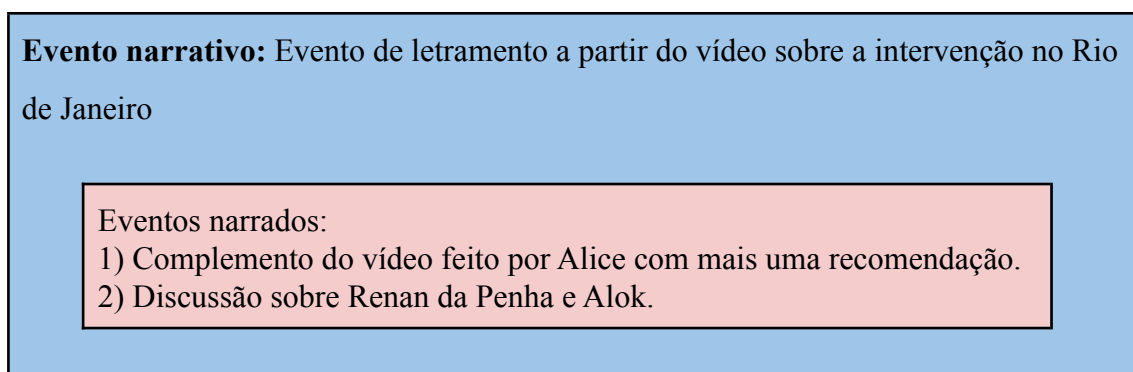 Evento narrativo: Evento de letramento a partir do vídeo sobre a intervenção no Rio
de Janeiro
Eventos narrados:
1) Complemento do vídeo feito por Alice com mais uma recomendação.
2) Discussão sobre Renan da Penha e Alok.